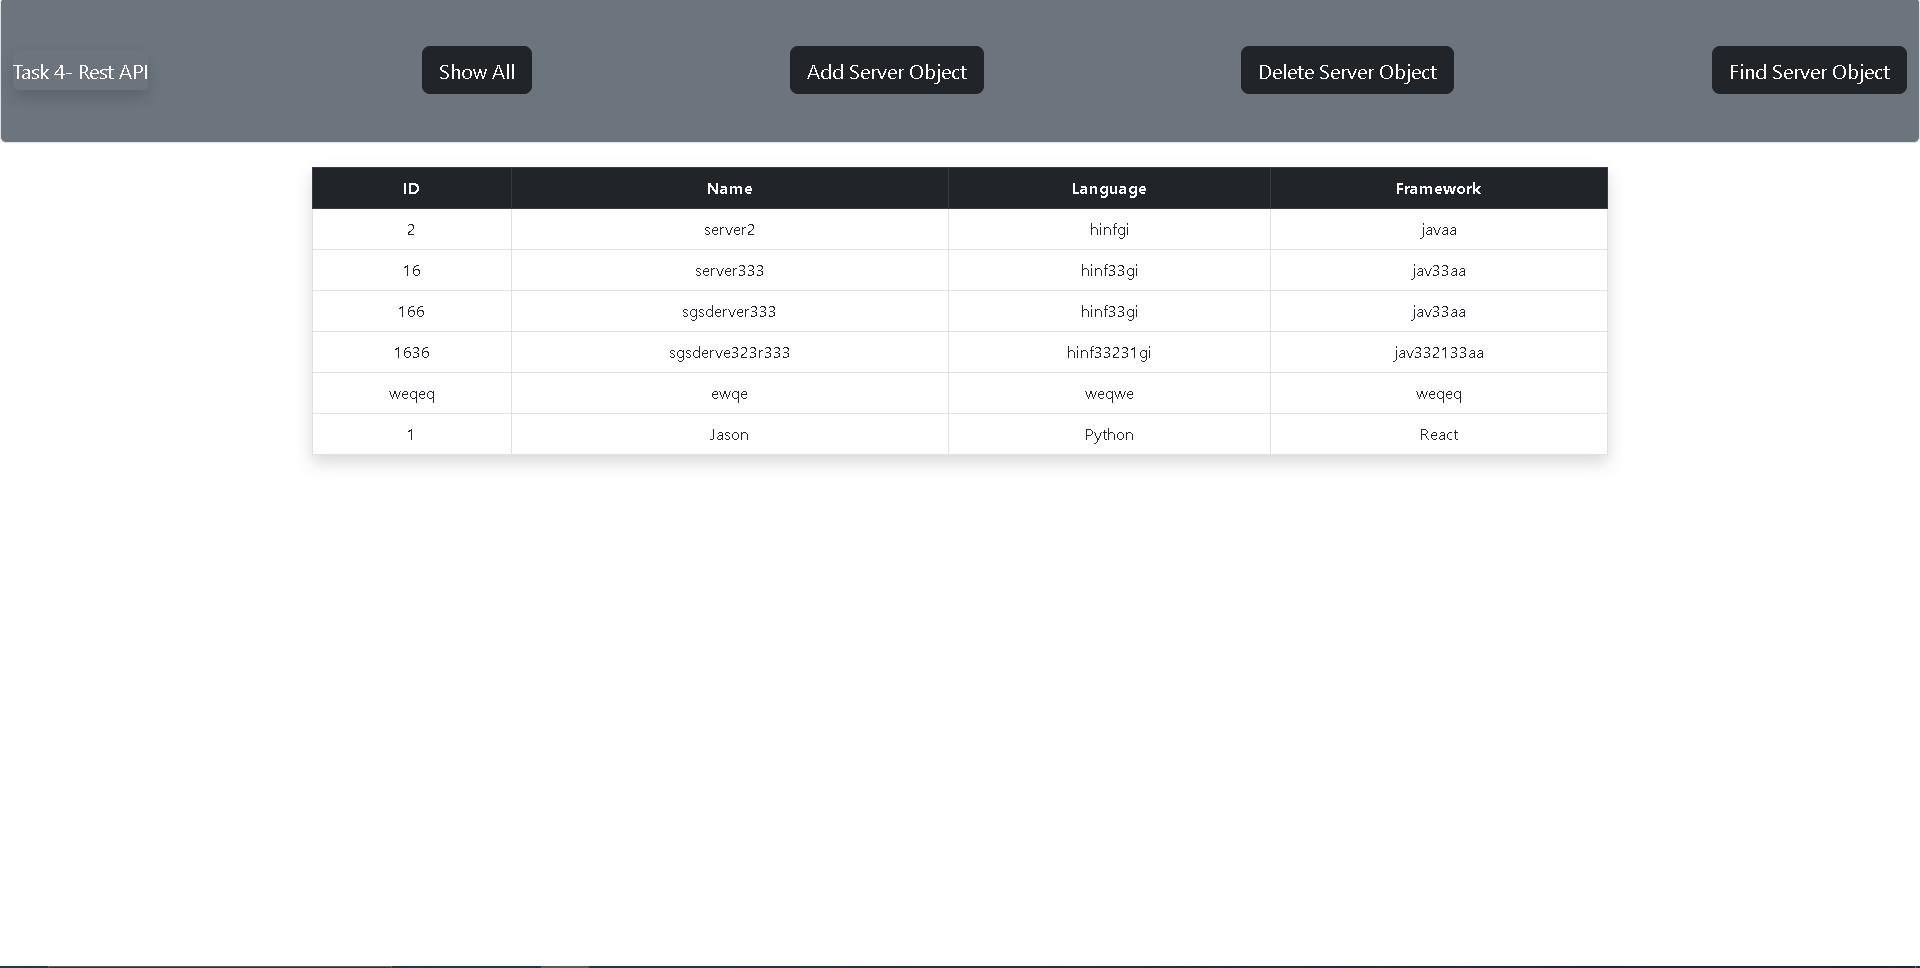 Task 4- Rest API Show All Add Server Object Delete Server Object Find Server Object
ID Name Language Framework
2 server2 hinfgi javaa
16 server333 hinf33gi jav33aa
166 sgsderver333 hinf33gi jav33aa
1636 sgsderve323r333 hinf33231gi jav332133aa
weqeq ewqe weqwe weqeq
1 Jason Python React